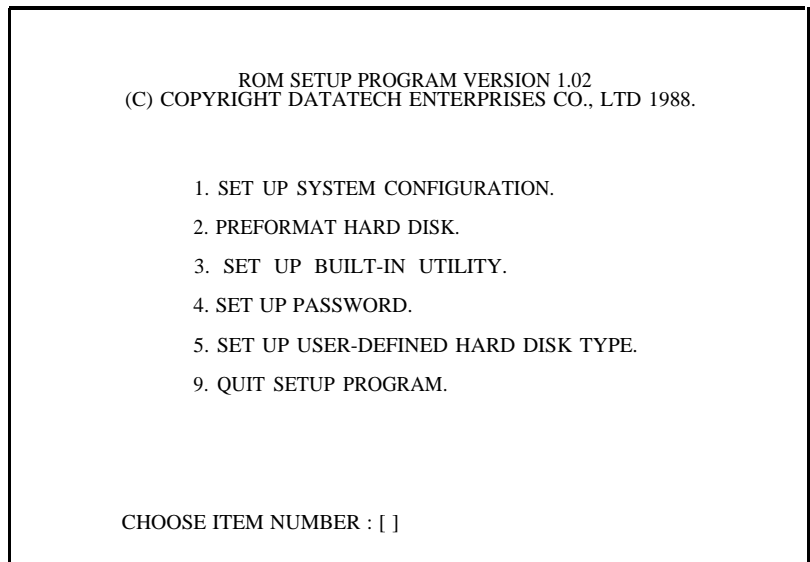 ROM SETUP PROGRAM VERSION 1.02
(C) COPYRIGHT DATATECH ENTERPRISES CO., LTD 1988.
1. SET UP SYSTEM CONFIGURATION.
2. PREFORMAT HARD DISK.
3. SET UP BUILT-IN UTILITY.
4. SET UP PASSWORD.
5. SET UP USER-DEFINED HARD DISK TYPE.
9. QUIT SETUP PROGRAM.
CHOOSE ITEM NUMBER : [ ]